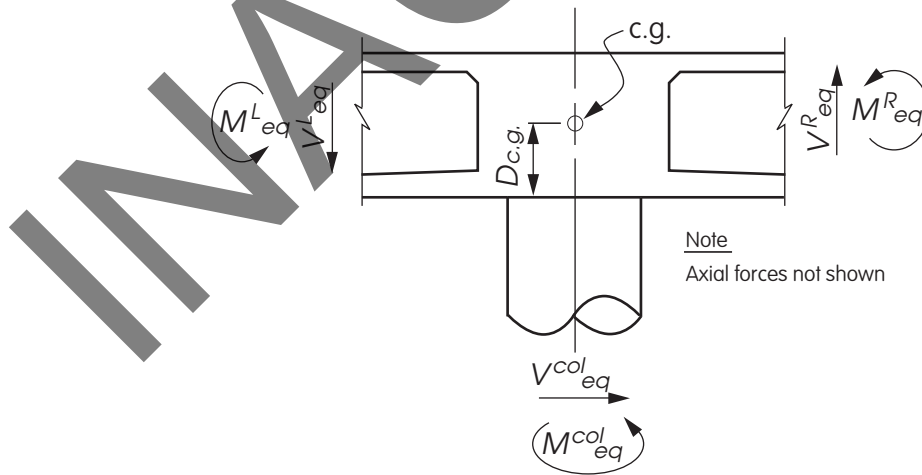 c.g.
M^L_eq
V^L_eq
D_c.g.
V^R_eq
M^R_eq
Note
Axial forces not shown
V^col_eq
M^col_eq